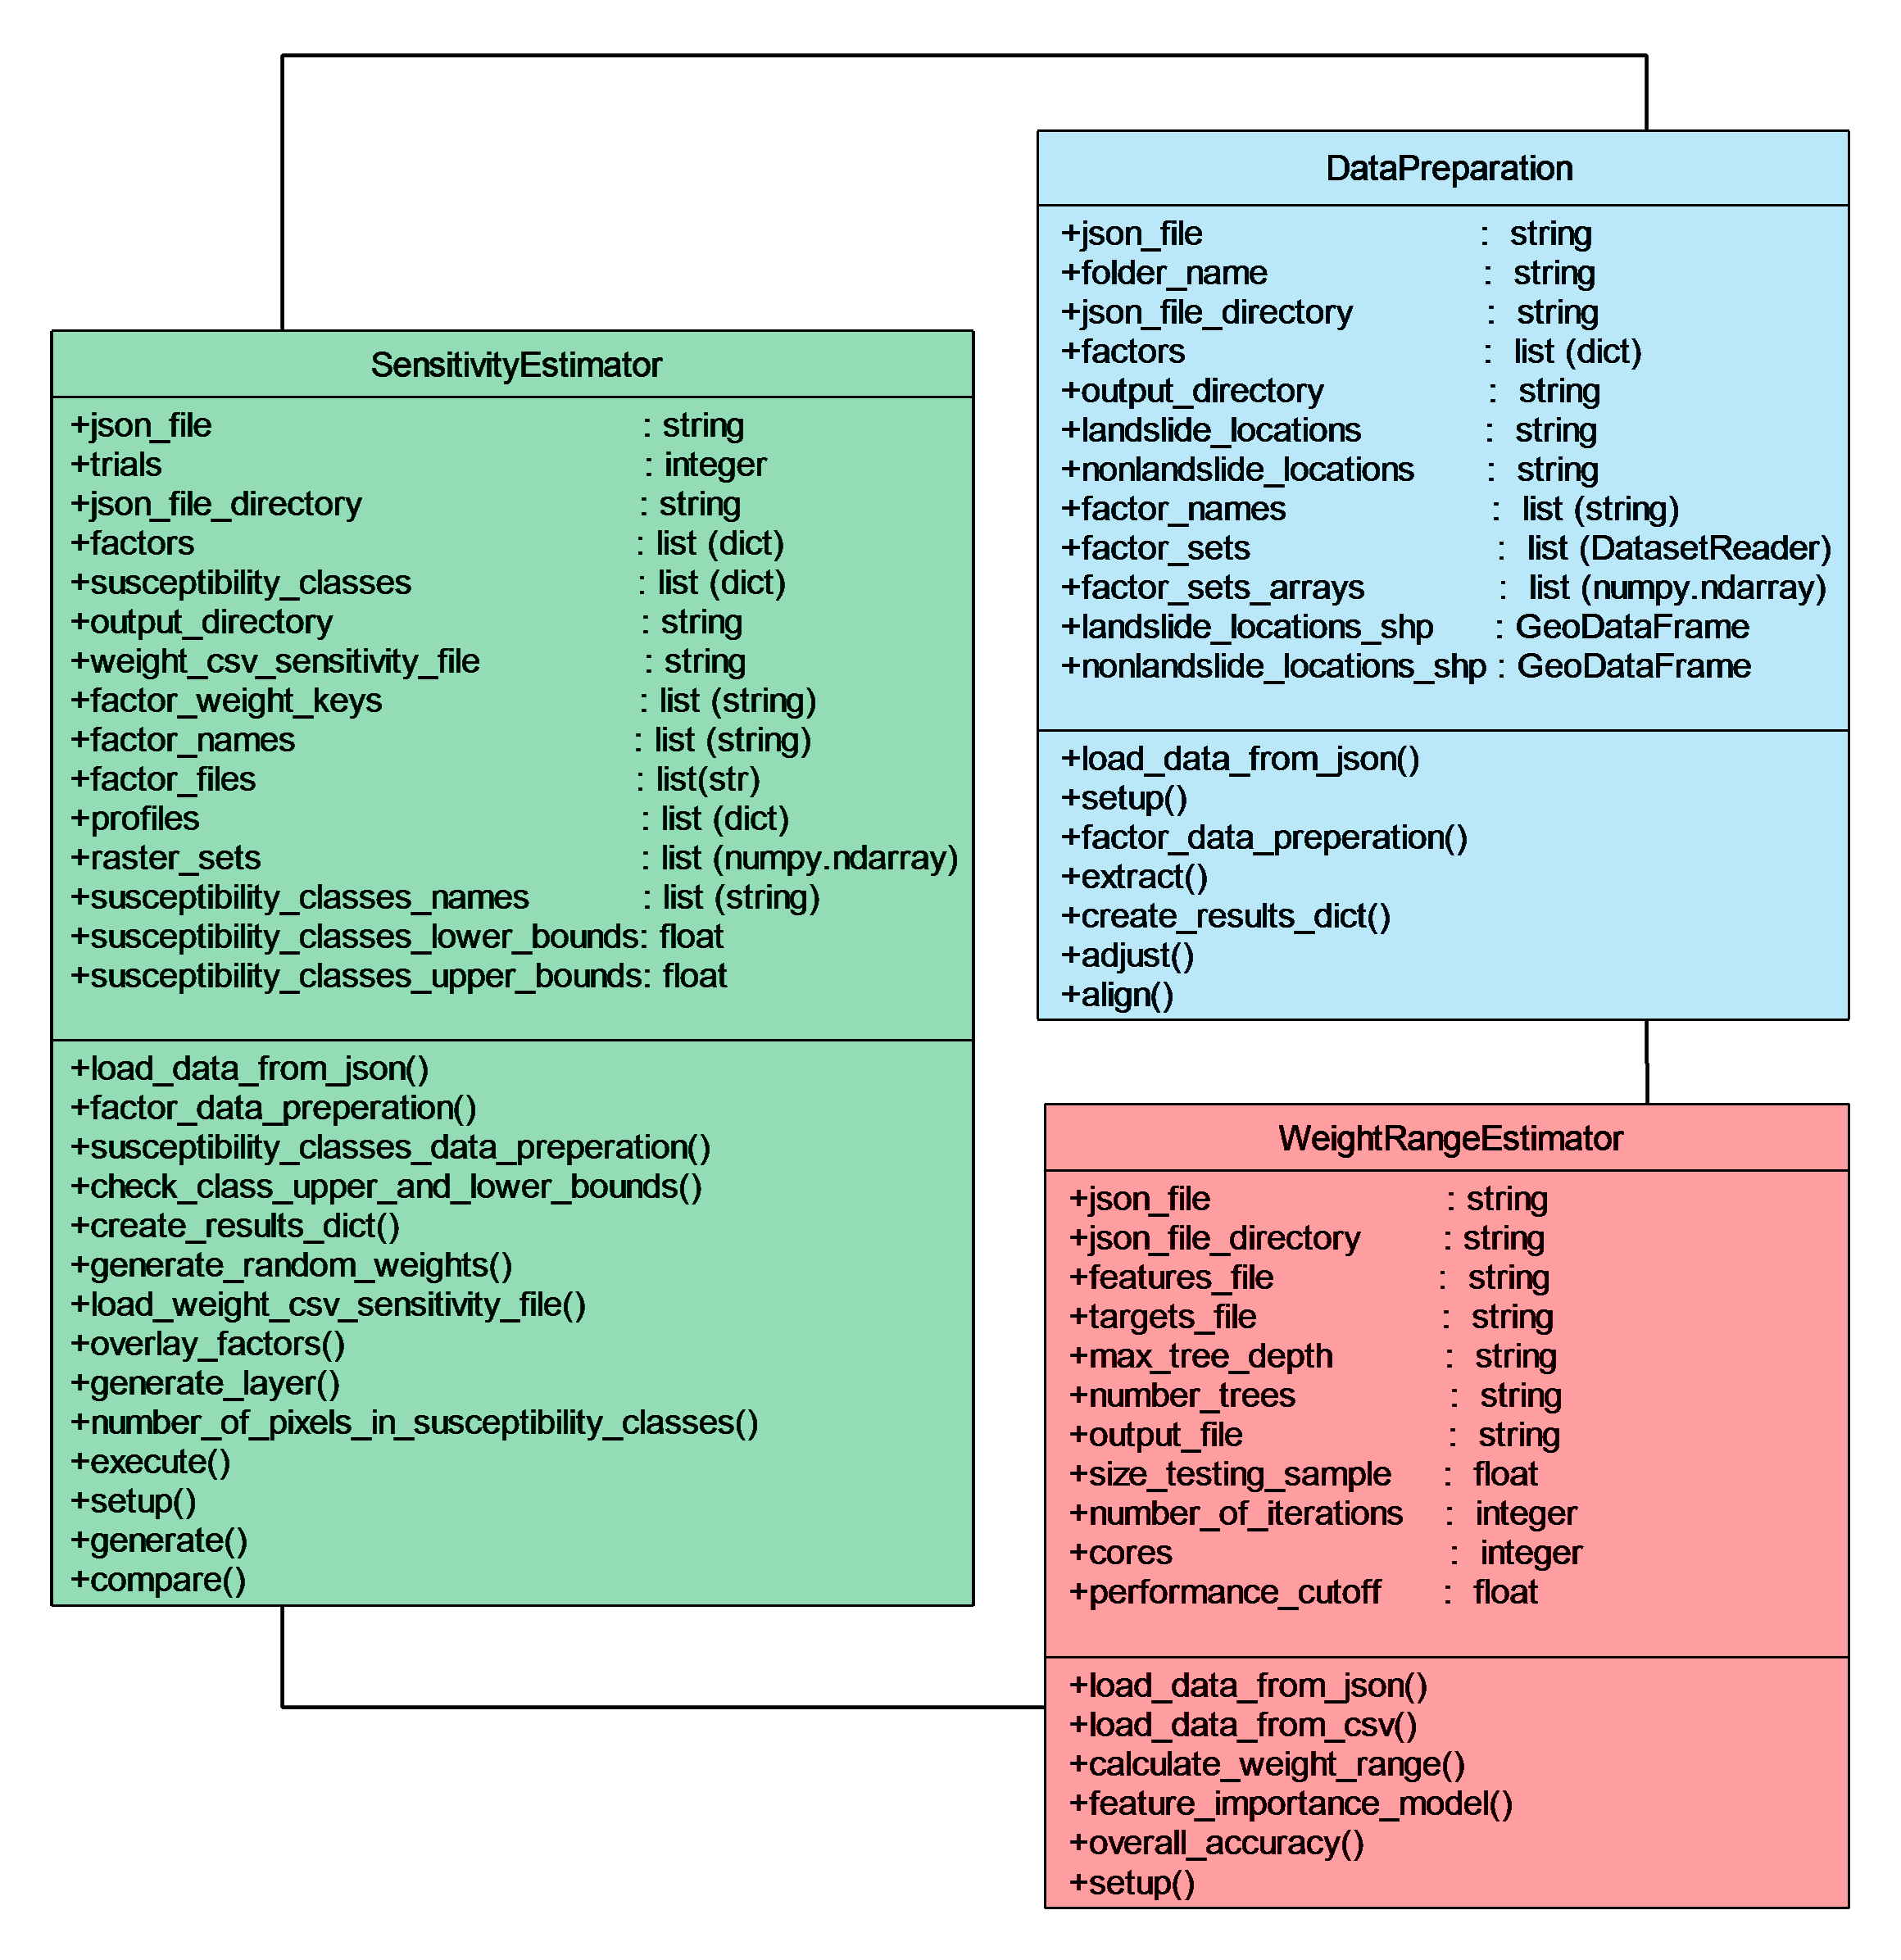 SensitivityEstimator
+json_file : string
+trials : integer
+json_file_directory : string
+factors : list (dict)
+susceptibility_classes : list (dict)
+output_directory : string
+weight_csv_sensitivity_file : string
+factor_weight_keys : list (string)
+factor_names : list (string)
+factor_files : list(str)
+profiles : list (dict)
+raster_sets : list (numpy.ndarray)
+susceptibility_classes_names : list (string)
+susceptibility_classes_lower_bounds: float
+susceptibility_classes_upper_bounds: float
+load_data_from_json()
+factor_data_preperation()
+susceptibility_classes_data_preperation()
+check_class_upper_and_lower_bounds()
+create_results_dict()
+generate_random_weights()
+load_weight_csv_sensitivity_file()
+overlay_factors()
+generate_layer()
+number_of_pixels_in_susceptibility_classes()
+execute()
+setup()
+generate()
+compare()
DataPreparation
+json_file : string
+folder_name : string
+json_file_directory : string
+factors : list (dict)
+output_directory : string
+landslide_locations : string
+nonlandslide_locations : string
+factor_names : list (string)
+factor_sets : list (DatasetReader)
+factor_sets_arrays : list (numpy.ndarray)
+landslide_locations_shp : GeoDataFrame
+nonlandslide_locations_shp : GeoDataFrame
+load_data_from_json()
+setup()
+factor_data_preperation()
+extract()
+create_results_dict()
+adjust()
+align()
WeightRangeEstimator
+json_file : string
+json_file_directory : string
+features_file : string
+targets_file : string
+max_tree_depth : string
+number_trees : string
+output_file : string
+size_testing_sample : float
+number_of_iterations : integer
+cores : integer
+performance_cutoff : float
+load_data_from_json()
+load_data_from_csv()
+calculate_weight_range()
+feature_importance_model()
+overall_accuracy()
+setup()